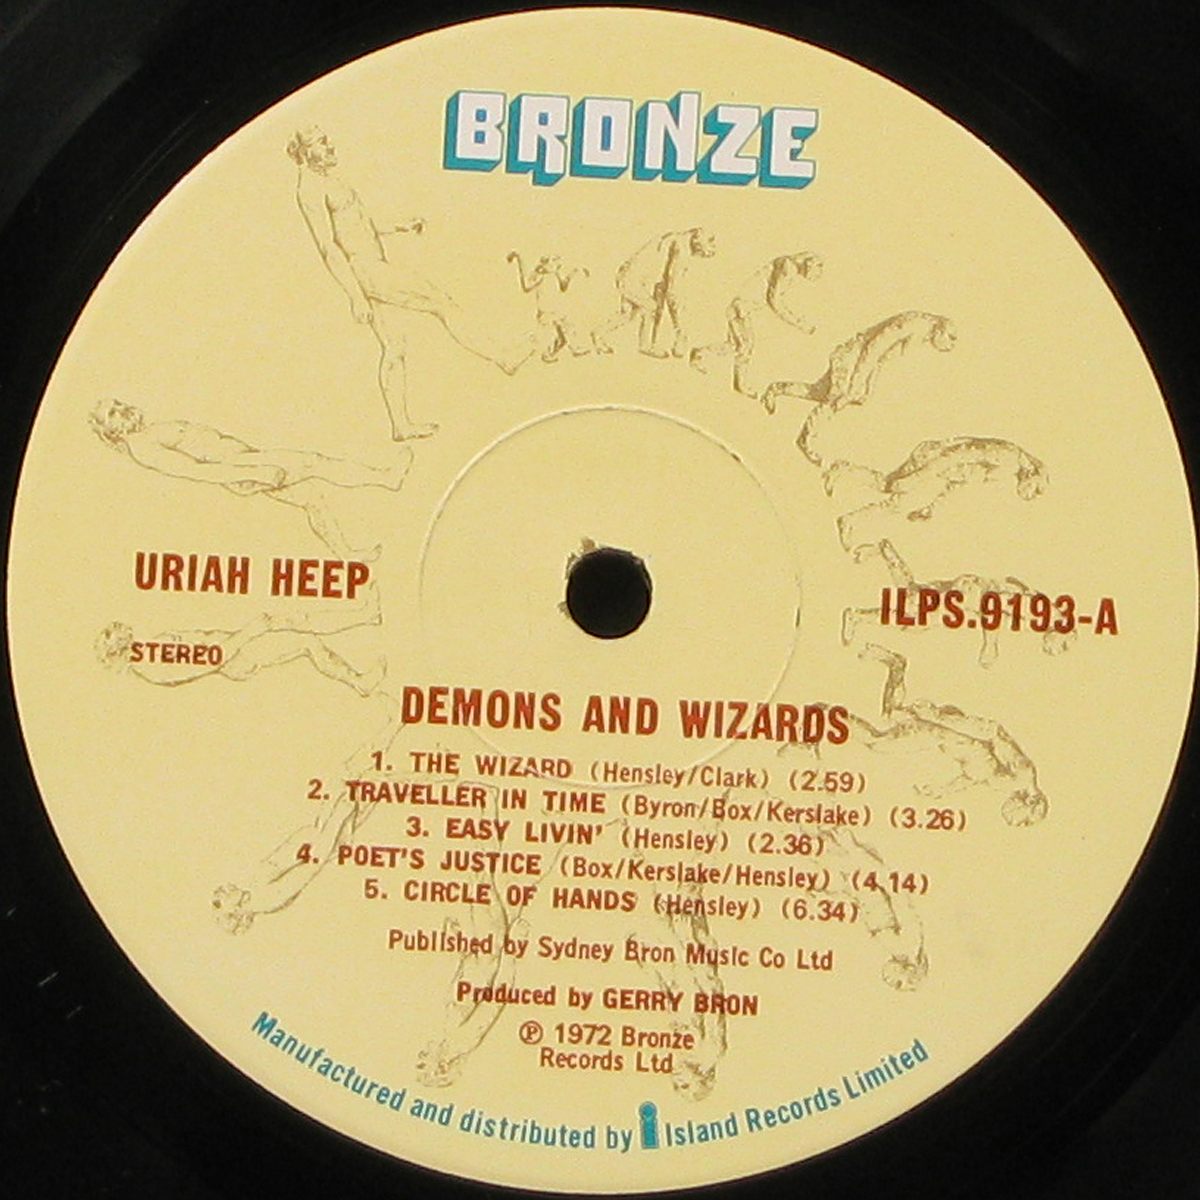 BRONZE
URIAH HEEP
ILPS.9193-A
STEREO
DEMONS AND WIZARDS
1. THE WIZARD (Hensley/Clark) (2.59)
2. TRAVELLER IN TIME (Byron/Box/Kerslake) (3.26)
3. EASY LIVIN' (Hensley) (2.36)
4. POET'S JUSTICE (Box/Kerslake/Hensley) (4.14)
5. CIRCLE OF HANDS (Hensley) (6.34)
Published by Sydney Bron Music Co Ltd
Produced by GERRY BRON
℗ 1972 Bronze
Records Ltd
Manufactured and distributed by Island Records Limited